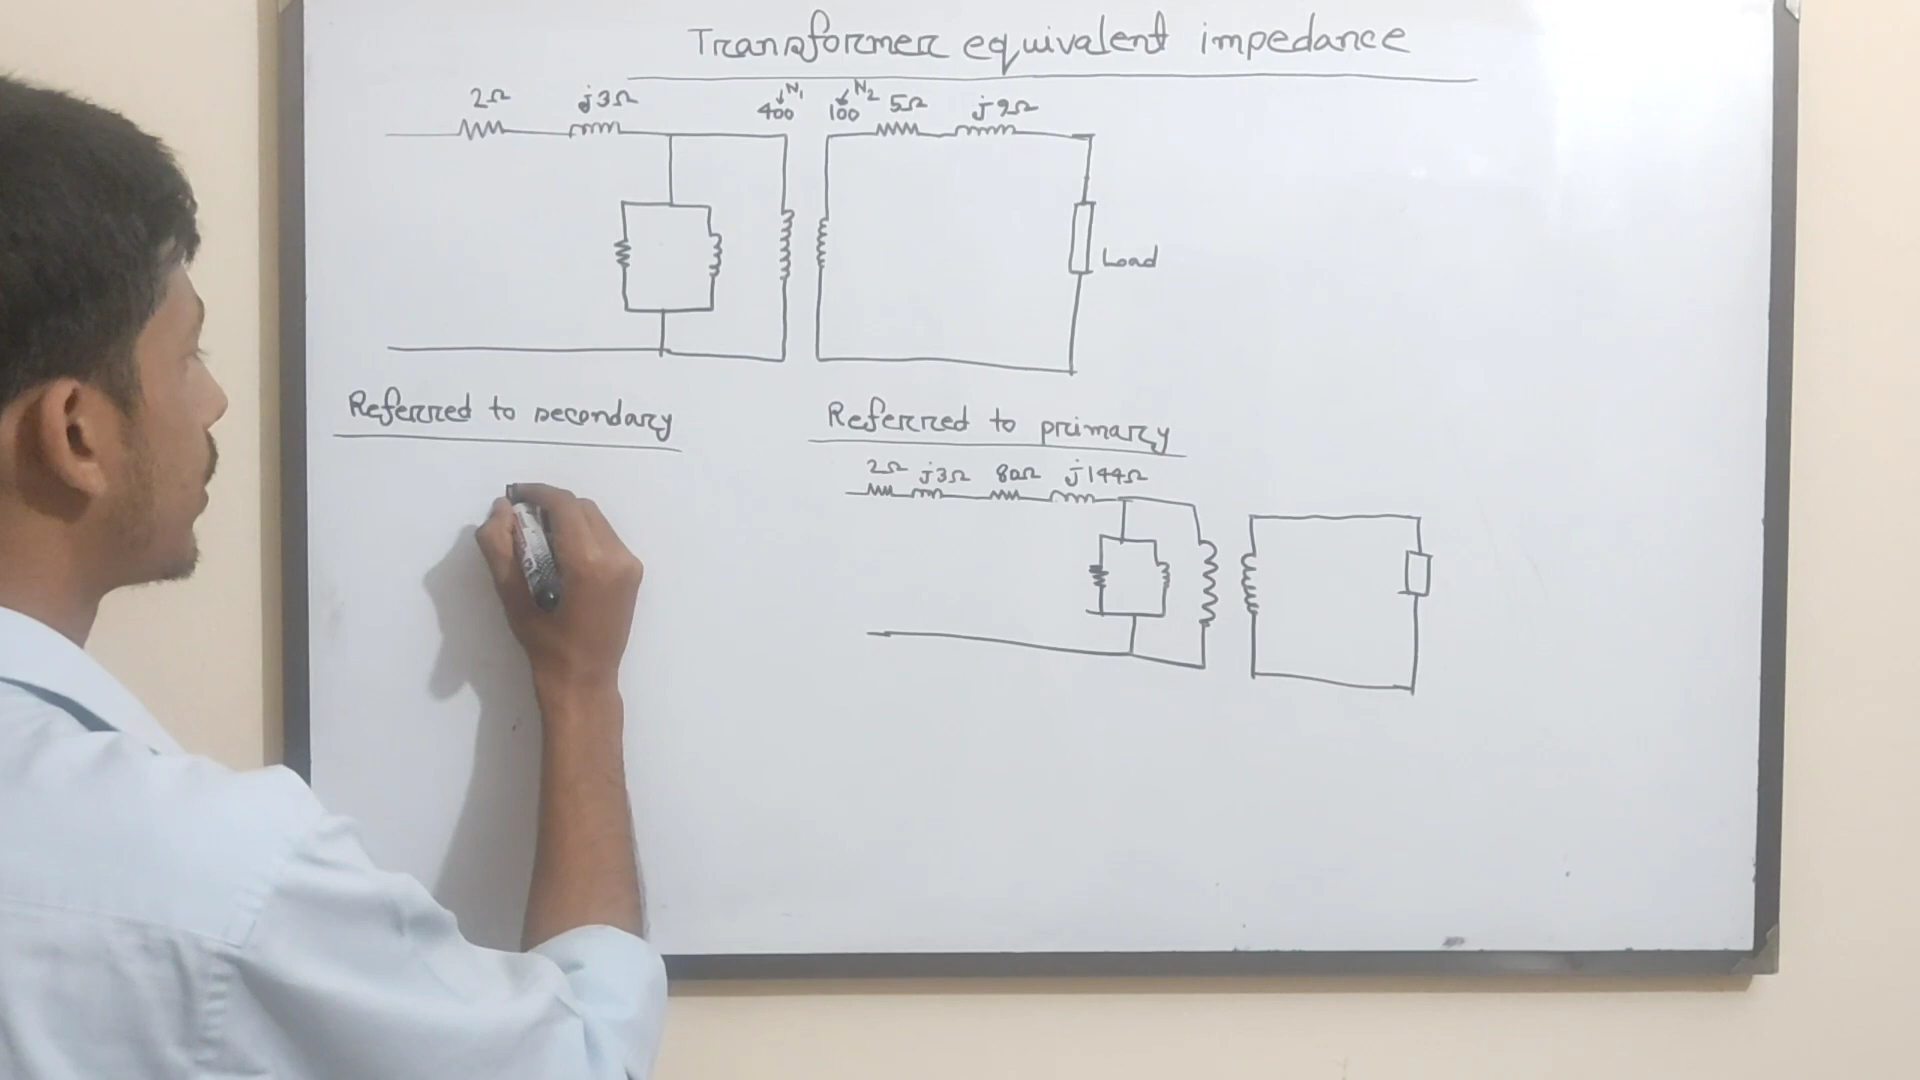 Transformer equivalent impedance
2Ω j3Ω 400 N1 100 N2 5Ω j9Ω
Load
Referred to secondary
Referred to primary
2Ω j3Ω 80Ω j144Ω